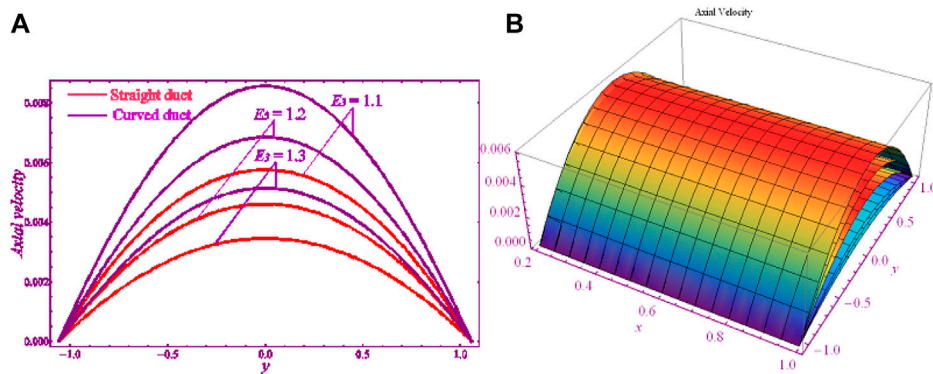 A
Straight duct
Curved duct
E₃ = 1.1
E₃ = 1.2
E₃ = 1.3
Axial velocity
0.008
0.006
0.004
0.002
0.000
−1.0
−0.5
0.0
0.5
1.0
y
B
Axial Velocity
0.006
0.004
0.002
0.000
0.2
0.4
0.6
0.8
1.0
x
1.0
0.5
0.0
−0.5
−1.0
y